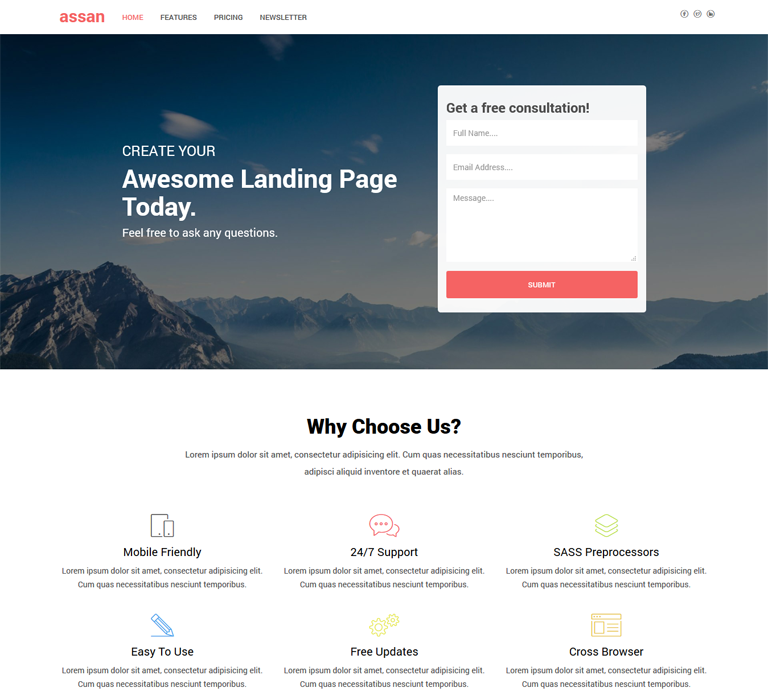 assan HOME FEATURES PRICING NEWSLETTER
CREATE YOUR
Awesome Landing Page
Today.
Feel free to ask any questions.
Get a free consultation!
Full Name....
Email Address....
Message....
SUBMIT
Why Choose Us?
Lorem ipsum dolor sit amet, consectetur adipisicing elit. Cum quas necessitatibus nesciunt temporibus,
adipisci aliquid inventore et quaerat alias.
Mobile Friendly
Lorem ipsum dolor sit amet, consectetur adipisicing elit.
Cum quas necessitatibus nesciunt temporibus.
24/7 Support
Lorem ipsum dolor sit amet, consectetur adipisicing elit.
Cum quas necessitatibus nesciunt temporibus.
SASS Preprocessors
Lorem ipsum dolor sit amet, consectetur adipisicing elit.
Cum quas necessitatibus nesciunt temporibus.
Easy To Use
Lorem ipsum dolor sit amet, consectetur adipisicing elit.
Cum quas necessitatibus nesciunt temporibus.
Free Updates
Lorem ipsum dolor sit amet, consectetur adipisicing elit.
Cum quas necessitatibus nesciunt temporibus.
Cross Browser
Lorem ipsum dolor sit amet, consectetur adipisicing elit.
Cum quas necessitatibus nesciunt temporibus.